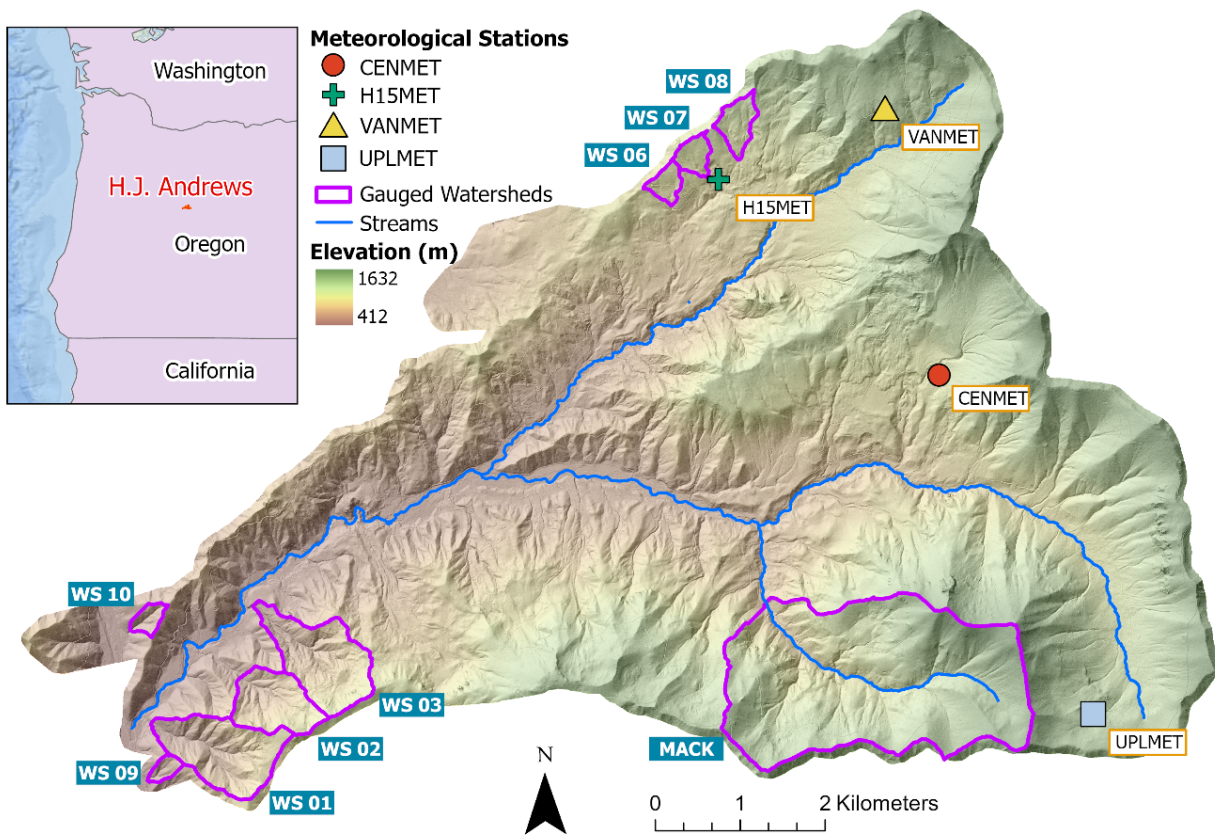 Washington
H.J. Andrews
Oregon
California
Meteorological Stations
CENMET
H15MET
VANMET
UPLMET
Gauged Watersheds
Streams
Elevation (m)
1632
412
WS 08
WS 07
WS 06
VANMET
H15MET
CENMET
WS 10
WS 03
WS 02
MACK
UPLMET
WS 09
WS 01
N
0 1 2 Kilometers